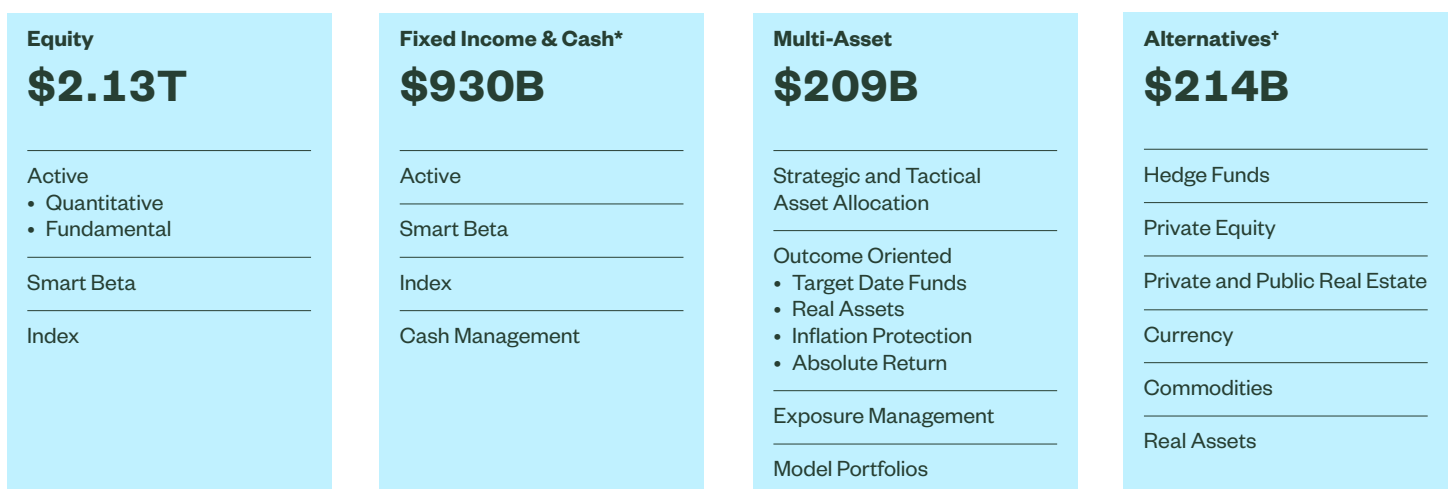 Equity
$2.13T
Active
• Quantitative
• Fundamental
Smart Beta
Index
Fixed Income & Cash*
$930B
Active
Smart Beta
Index
Cash Management
Multi-Asset
$209B
Strategic and Tactical
Asset Allocation
Outcome Oriented
• Target Date Funds
• Real Assets
• Inflation Protection
• Absolute Return
Exposure Management
Model Portfolios
Alternatives†
$214B
Hedge Funds
Private Equity
Private and Public Real Estate
Currency
Commodities
Real Assets